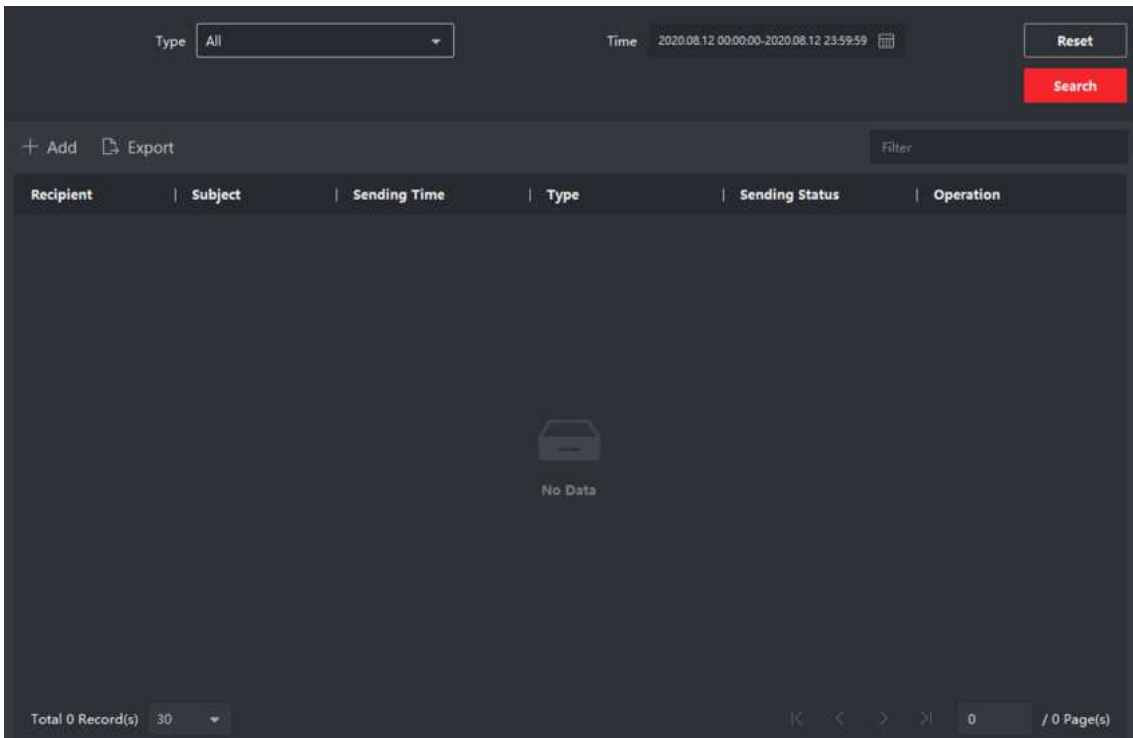 Type All Time 2020.08.12 00:00:00-2020.08.12 23:59:59 Reset
Search
Add Export Filter
Recipient Subject Sending Time Type Sending Status Operation
No Data
Total 0 Record(s) 30 0 / 0 Page(s)